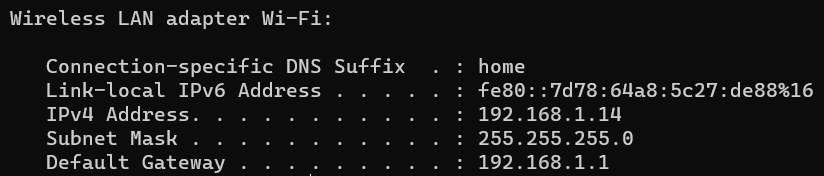 Wireless LAN adapter Wi-Fi:
Connection-specific DNS Suffix  . : home
Link-local IPv6 Address . . . . . : fe80::7d78:64a8:5c27:de88%16
IPv4 Address. . . . . . . . . . . : 192.168.1.14
Subnet Mask . . . . . . . . . . . : 255.255.255.0
Default Gateway . . . . . . . . . : 192.168.1.1